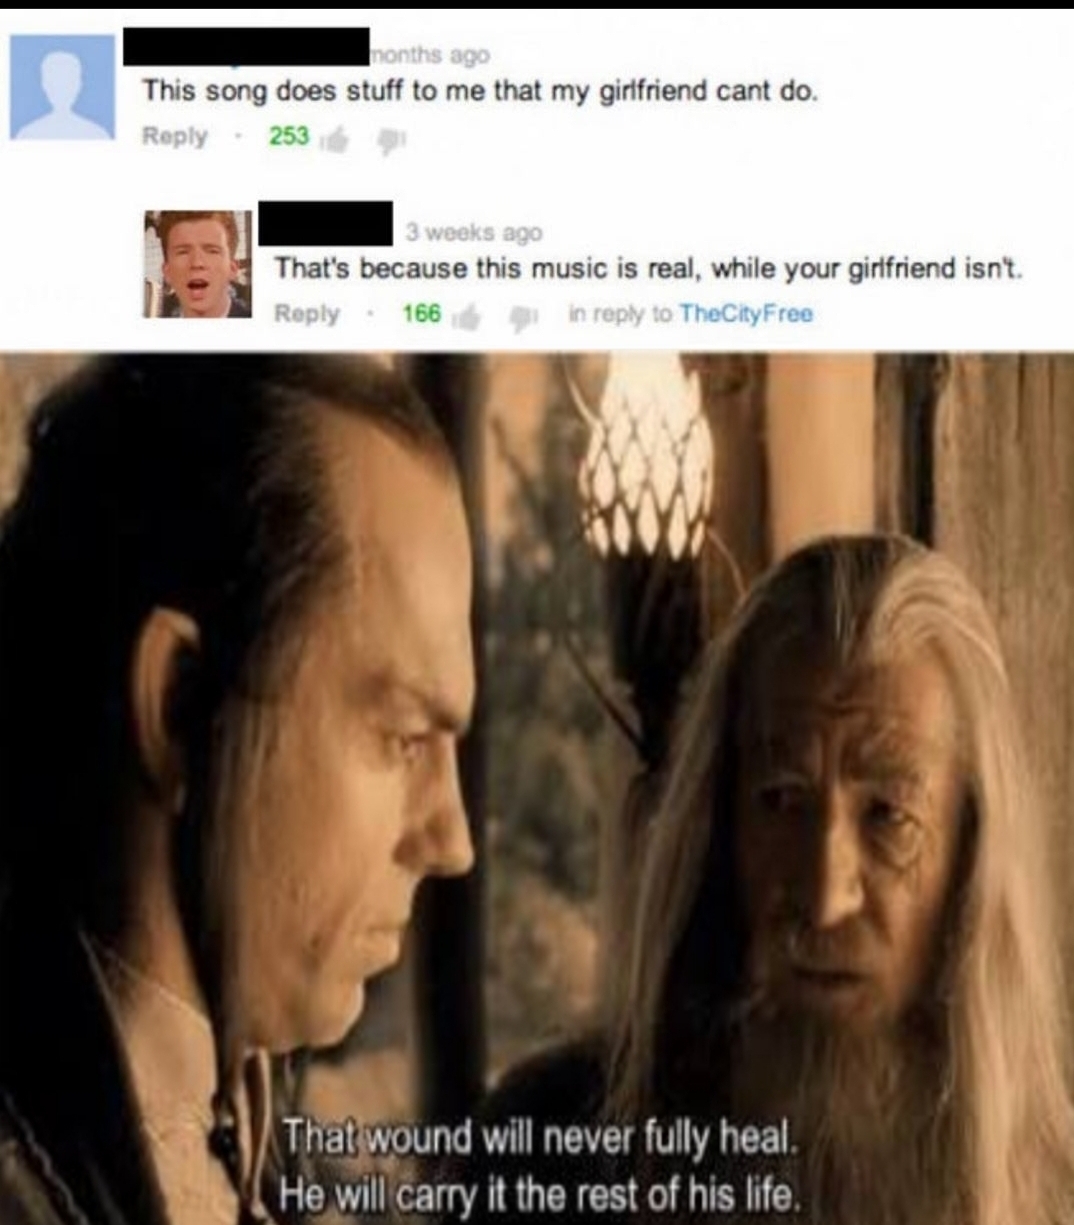 months ago
This song does stuff to me that my girlfriend cant do.
Reply · 253
3 weeks ago
That's because this music is real, while your girlfriend isn't.
Reply · 166 in reply to TheCityFree
That wound will never fully heal.
He will carry it the rest of his life.